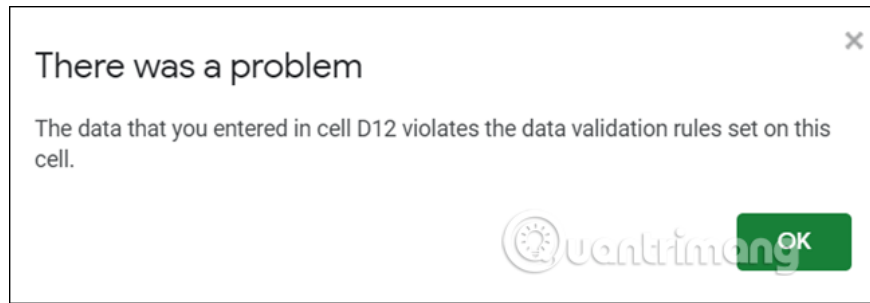 There was a problem
The data that you entered in cell D12 violates the data validation rules set on this
cell.
OK
Quantrimang